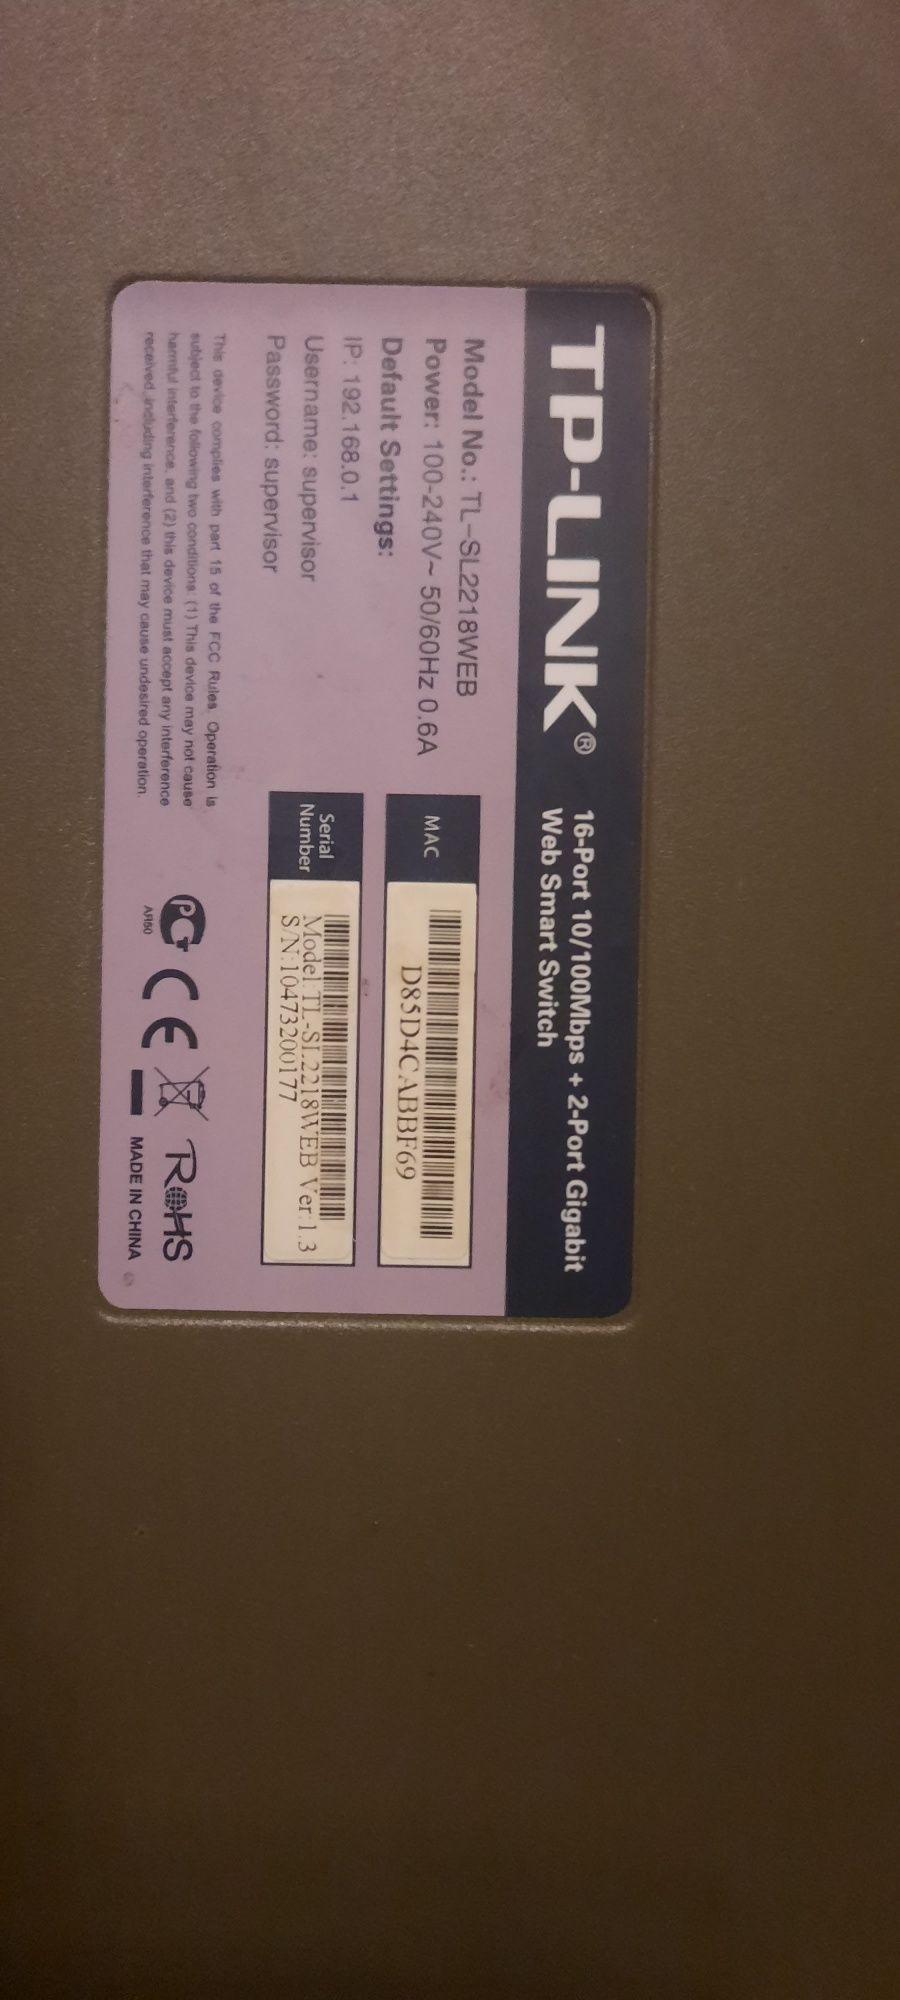 TP-LINK®
16-Port 10/100Mbps + 2-Port Gigabit
Web Smart Switch
Model No.: TL-SL2218WEB
Power: 100-240V~ 50/60Hz 0.6A
Default Settings:
IP: 192.168.0.1
Username: supervisor
Password: supervisor
MAC
D85D4CABBF69
Serial
Number
Model:TL-SL2218WEB Ver:1.3
S/N:10473200177
This device complies with part 15 of the FCC Rules. Operation is
subject to the following two conditions: (1) This device may not cause
harmful interference, and (2) this device must accept any interference
received, including interference that may cause undesired operation.
РСТ
АЯ60
CE
RoHS
MADE IN CHINA